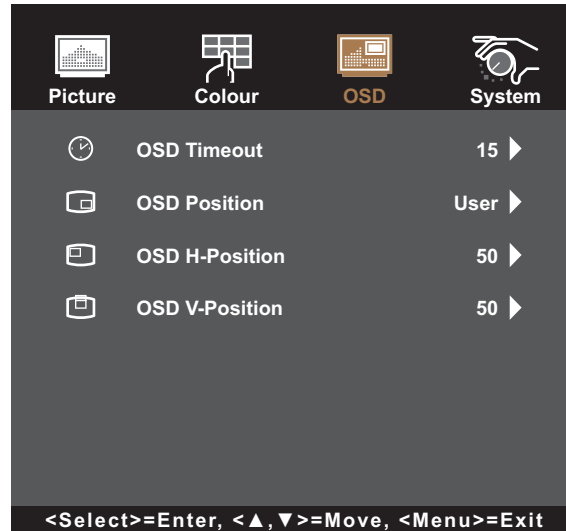 Picture Colour OSD System
OSD Timeout 15
OSD Position User
OSD H-Position 50
OSD V-Position 50
<Select>=Enter, <▲,▼>=Move, <Menu>=Exit